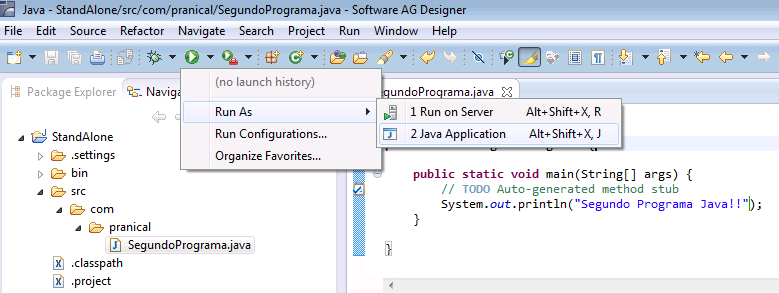 Java - StandAlone/src/com/pranical/SegundoPrograma.java - Software AG Designer
File Edit Source Refactor Navigate Search Project Run Window Help
Package Explorer Naviga
(no launch history)
Run As
Run Configurations...
Organize Favorites...
1 Run on Server Alt+Shift+X, R
2 Java Application Alt+Shift+X, J
egundoPrograma.java
StandAlone
.settings
bin
src
com
pranical
SegundoPrograma.java
.classpath
.project
public static void main(String[] args) {
// TODO Auto-generated method stub
System.out.println("Segundo Programa Java!!");
}
}